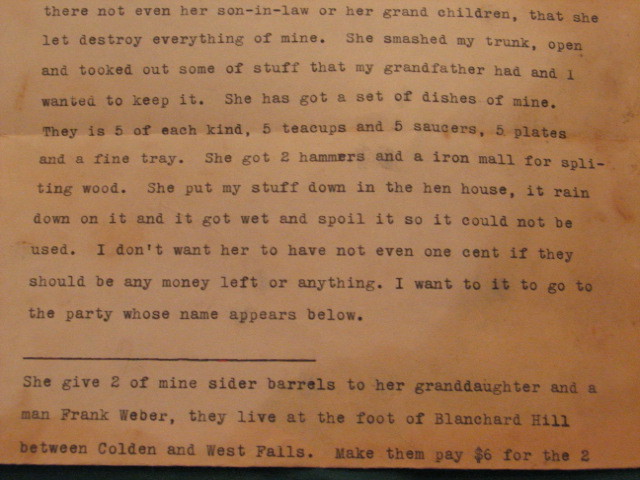 there not even her son-in-law or her grand children, that she
let destroy everything of mine. She smashed my trunk, open
and tooked out some of stuff that my grandfather had and I
wanted to keep it. She has got a set of dishes of mine.
They is 5 of each kind, 5 teacups and 5 saucers, 5 plates
and a fine tray. She got 2 hammers and a iron mall for spli-
ting wood. She put my stuff down in the hen house, it rain
down on it and it got wet and spoil it so it could not be
used. I don't want her to have not even one cent if they
should be any money left or anything. I want to it to go to
the party whose name appears below.
She give 2 of mine sider barrels to her granddaughter and a
man Frank Weber, they live at the foot of Blanchard Hill
between Colden and West Falls. Make them pay $6 for the 2